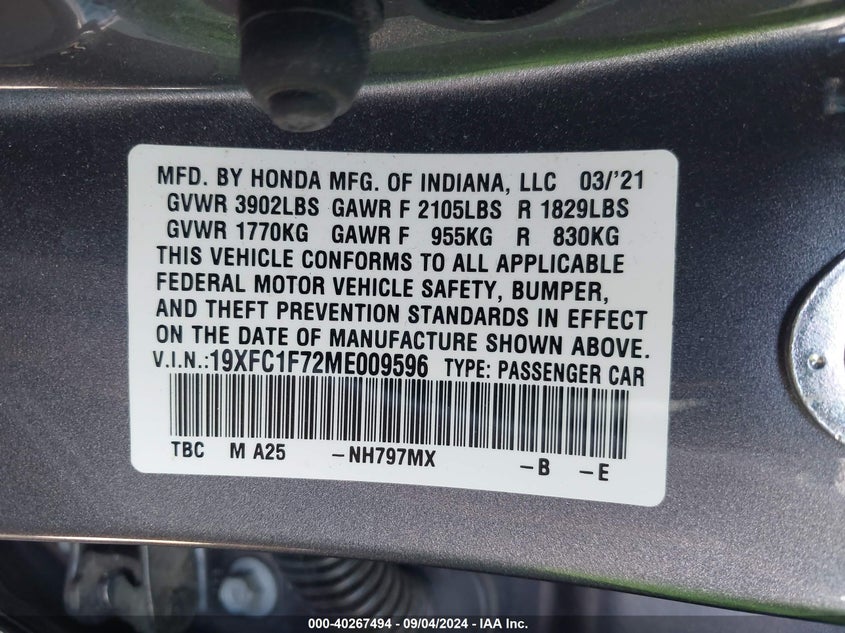 MFD. BY HONDA MFG. OF INDIANA, LLC 03/'21
GVWR 3902LBS GAWR F 2105LBS R 1829LBS
GVWR 1770KG GAWR F 955KG R 830KG
THIS VEHICLE CONFORMS TO ALL APPLICABLE
FEDERAL MOTOR VEHICLE SAFETY, BUMPER,
AND THEFT PREVENTION STANDARDS IN EFFECT
ON THE DATE OF MANUFACTURE SHOWN ABOVE.
V.I.N.:19XFC1F72ME009596 TYPE: PASSENGER CAR
TBC M A25 -NH797MX -B -E
000-40267494 - 09/04/2024 - IAA Inc.